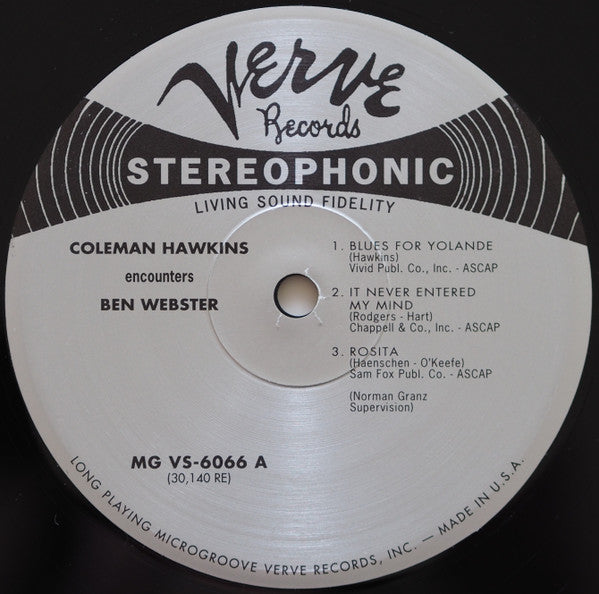 VERVE
Records
STEREOPHONIC
LIVING SOUND FIDELITY
COLEMAN HAWKINS
encounters
BEN WEBSTER
1. BLUES FOR YOLANDE
(Hawkins)
Vivid Publ. Co., Inc. - ASCAP
2. IT NEVER ENTERED
MY MIND
(Rodgers - Hart)
Chappell & Co., Inc. - ASCAP
3. ROSITA
(Haenschen - O'Keefe)
Sam Fox Publ. Co. - ASCAP
(Norman Granz
Supervision)
MG VS-6066 A
(30,140 RE)
LONG PLAYING MICROGROOVE VERVE RECORDS, INC. — MADE IN U.S.A.